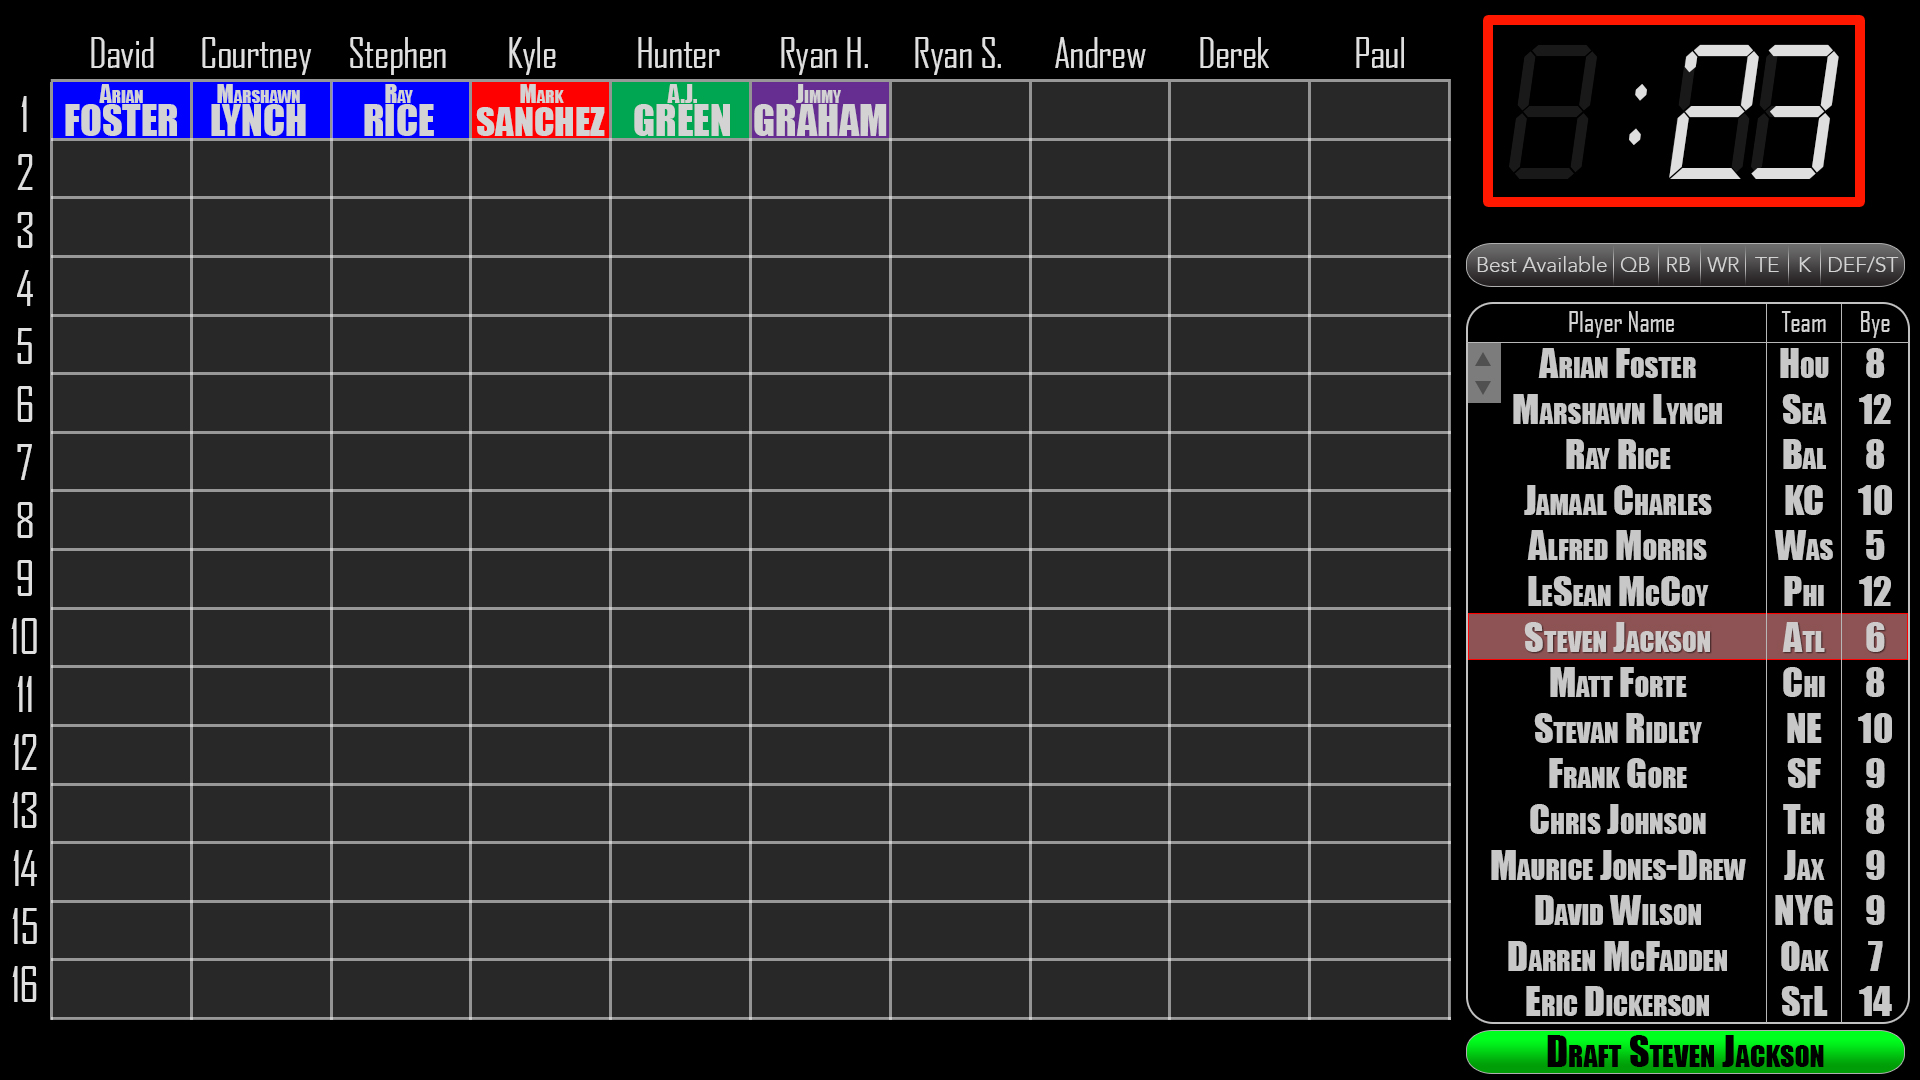 David Courtney Stephen Kyle Hunter Ryan H. Ryan S. Andrew Derek Paul
1 Arian Foster Marshawn Lynch Ray Rice Mark Sanchez A.J. Green Jimmy Graham
2
3
4
5
6
7
8
9
10
11
12
13
14
15
16
:23
Best Available QB RB WR TE K DEF/ST
Player Name Team Bye
Arian Foster Hou 8
Marshawn Lynch Sea 12
Ray Rice Bal 8
Jamaal Charles KC 10
Alfred Morris Was 5
LeSean McCoy Phi 12
Steven Jackson Atl 6
Matt Forte Chi 8
Stevan Ridley NE 10
Frank Gore SF 9
Chris Johnson Ten 8
Maurice Jones-Drew Jax 9
David Wilson NYG 9
Darren McFadden Oak 7
Eric Dickerson StL 14
Draft Steven Jackson